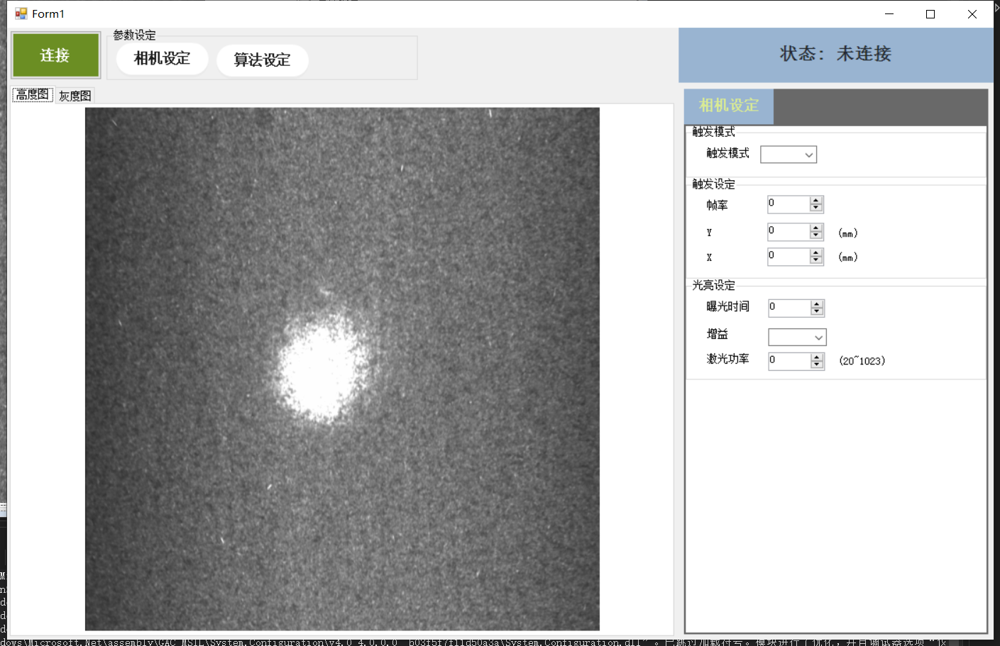 Form1
连接
参数设定
相机设定
算法设定
状态: 未连接
高度图
灰度图
相机设定
触发模式
触发模式
触发设定
帧率
0
Y
0
(mm)
X
0
(mm)
光亮设定
曝光时间
0
增益
激光功率
0
(20~1023)
dows\Microsoft.Net\assembly\GAC_MSIL\System.Configuration\v4.0_4.0.0.0__b03f5f7f11d50a3a\System.Configuration.dll"。已跳过加载符号。模块进行了优化，并且调试器选项"仅